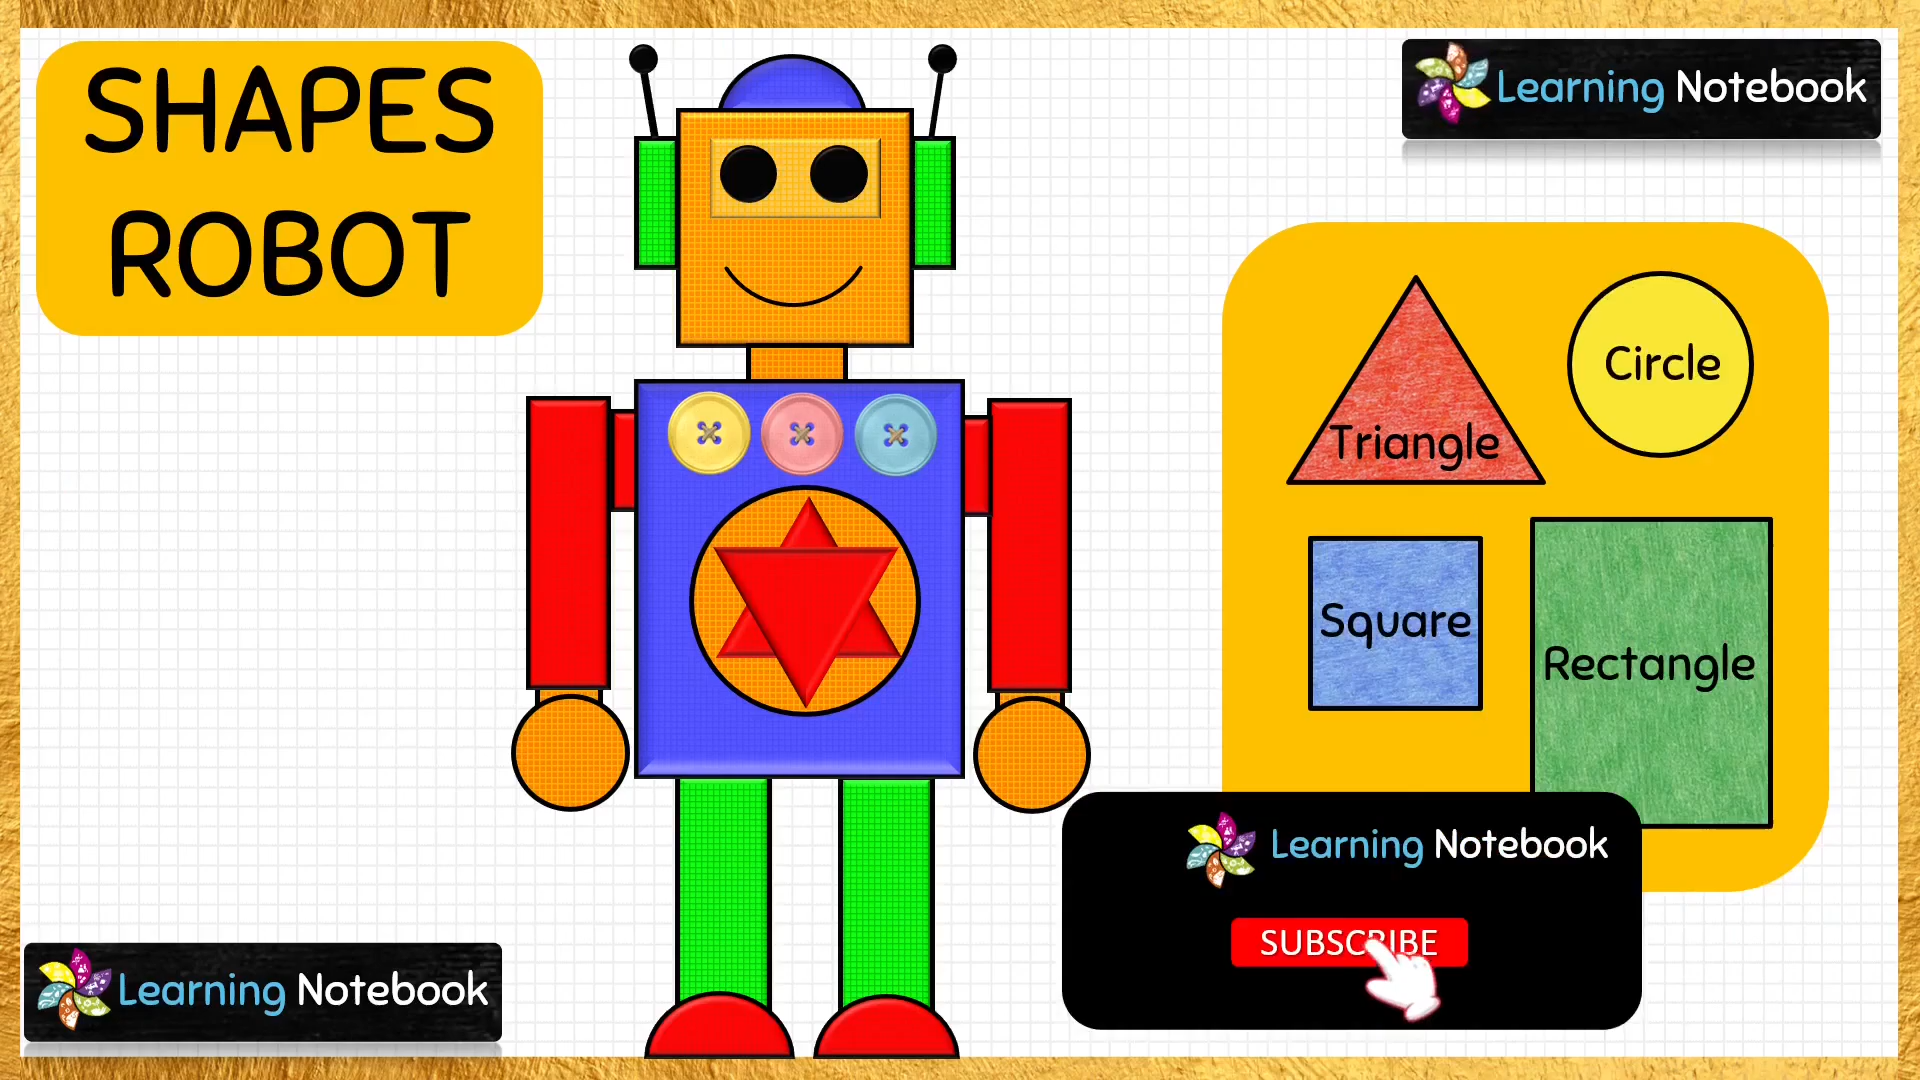 SHAPES
ROBOT
Learning Notebook
Triangle
Circle
Square
Rectangle
Learning Notebook
SUBSCRIBE
Learning Notebook